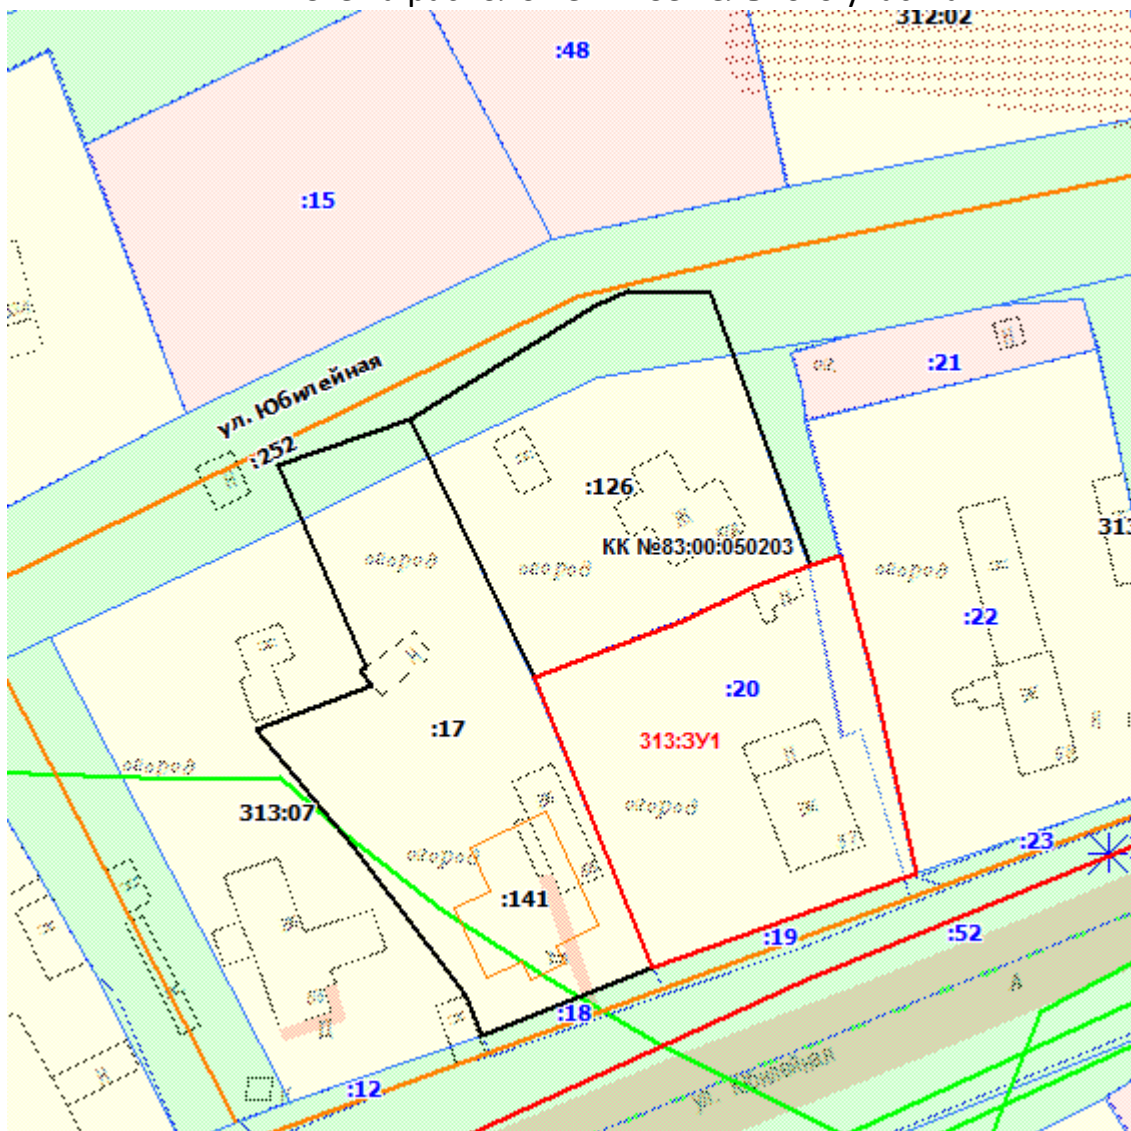 312:02
:48
:15
ул. Юбилейная
:252
:21
:126
КК №83:00:050203
313
огород
огород
огород
:22
:20
:17
313:ЗУ1
огород
313:07
огород
огород
:141
:23
:19
:52
:18
:12
ул. Юбилейная
А
Ж
Ж
Ж
Н
Н